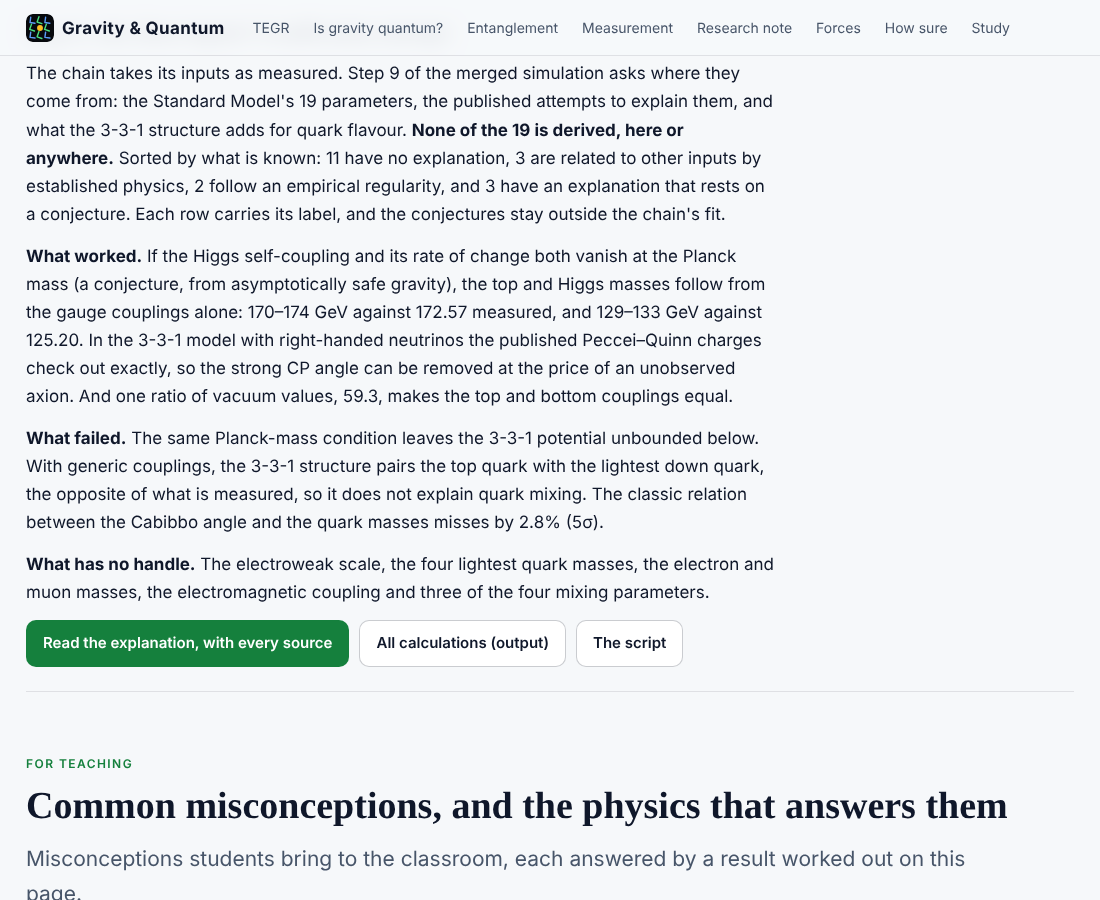 Gravity & Quantum
TEGR
Is gravity quantum?
Entanglement
Measurement
Research note
Forces
How sure
Study
The chain takes its inputs as measured. Step 9 of the merged simulation asks where they
come from: the Standard Model's 19 parameters, the published attempts to explain them, and
what the 3-3-1 structure adds for quark flavour. None of the 19 is derived, here or
anywhere. Sorted by what is known: 11 have no explanation, 3 are related to other inputs by
established physics, 2 follow an empirical regularity, and 3 have an explanation that rests on
a conjecture. Each row carries its label, and the conjectures stay outside the chain's fit.
What worked. If the Higgs self-coupling and its rate of change both vanish at the Planck
mass (a conjecture, from asymptotically safe gravity), the top and Higgs masses follow from
the gauge couplings alone: 170–174 GeV against 172.57 measured, and 129–133 GeV against
125.20. In the 3-3-1 model with right-handed neutrinos the published Peccei–Quinn charges
check out exactly, so the strong CP angle can be removed at the price of an unobserved
axion. And one ratio of vacuum values, 59.3, makes the top and bottom couplings equal.
What failed. The same Planck-mass condition leaves the 3-3-1 potential unbounded below.
With generic couplings, the 3-3-1 structure pairs the top quark with the lightest down quark,
the opposite of what is measured, so it does not explain quark mixing. The classic relation
between the Cabibbo angle and the quark masses misses by 2.8% (5σ).
What has no handle. The electroweak scale, the four lightest quark masses, the electron and
muon masses, the electromagnetic coupling and three of the four mixing parameters.
Read the explanation, with every source
All calculations (output)
The script
FOR TEACHING
Common misconceptions, and the physics that answers them
Misconceptions students bring to the classroom, each answered by a result worked out on this
page.